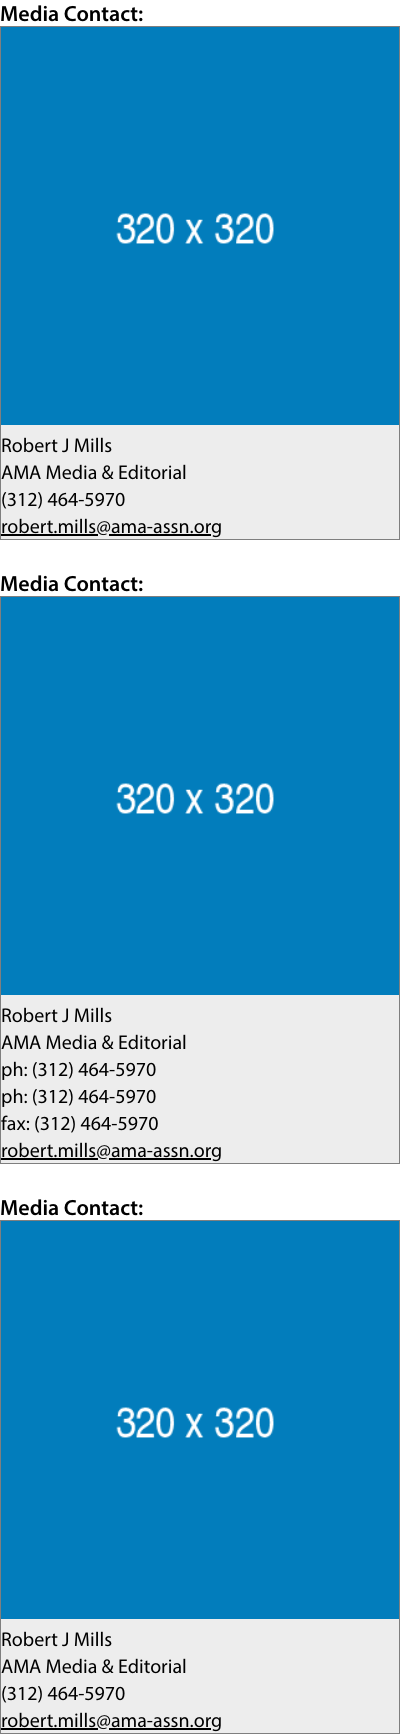 Media Contact:
320 x 320
Robert J Mills
AMA Media & Editorial
(312) 464-5970
robert.mills@ama-assn.org
Media Contact:
320 x 320
Robert J Mills
AMA Media & Editorial
ph: (312) 464-5970
ph: (312) 464-5970
fax: (312) 464-5970
robert.mills@ama-assn.org
Media Contact:
320 x 320
Robert J Mills
AMA Media & Editorial
(312) 464-5970
robert.mills@ama-assn.org